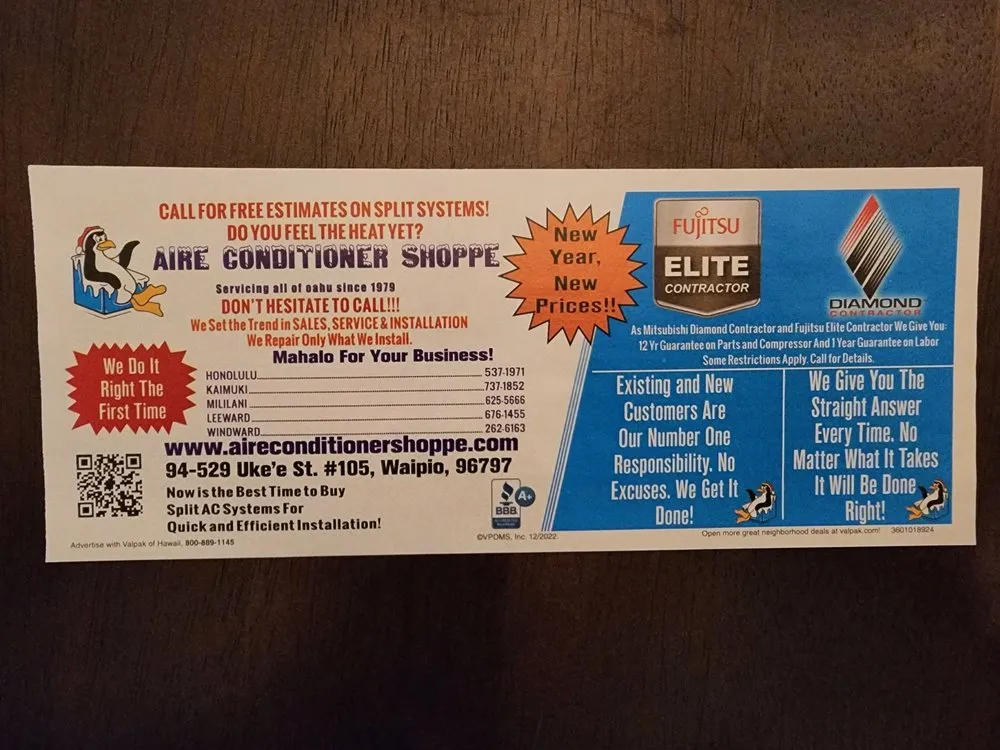 CALL FOR FREE ESTIMATES ON SPLIT SYSTEMS!
DO YOU FEEL THE HEAT YET?
AIRE CONDITIONER SHOPPE
Servicing all of oahu since 1979
DON'T HESITATE TO CALL!!!
We Set the Trend in SALES, SERVICE & INSTALLATION
We Repair Only What We Install.
Mahalo For Your Business!
We Do It
Right The
First Time
HONOLULU 537-1971
KAIMUKI 737-1852
MILILANI 625-5666
LEEWARD 676-1455
WINDWARD 262-6163
www.aireconditionershoppe.com
94-529 Uke'e St. #105, Waipio, 96797
Now is the Best Time to Buy
Split AC Systems For
Quick and Efficient Installation!
BBB
A+
Advertise with Valpak of Hawaii, 800-889-1145
©VPDMS, Inc. 12/2022
New
Year,
New
Prices!!
FUJITSU
ELITE
CONTRACTOR
DIAMOND
CONTRACTOR
As Mitsubishi Diamond Contractor and Fujitsu Elite Contractor We Give You:
12 Yr Guarantee on Parts and Compressor And 1 Year Guarantee on Labor
Some Restrictions Apply. Call for Details.
Existing and New
Customers Are
Our Number One
Responsibility. No
Excuses. We Get It
Done!
We Give You The
Straight Answer
Every Time. No
Matter What It Takes
It Will Be Done
Right!
Open more great neighborhood deals at valpak.com! 3601018924